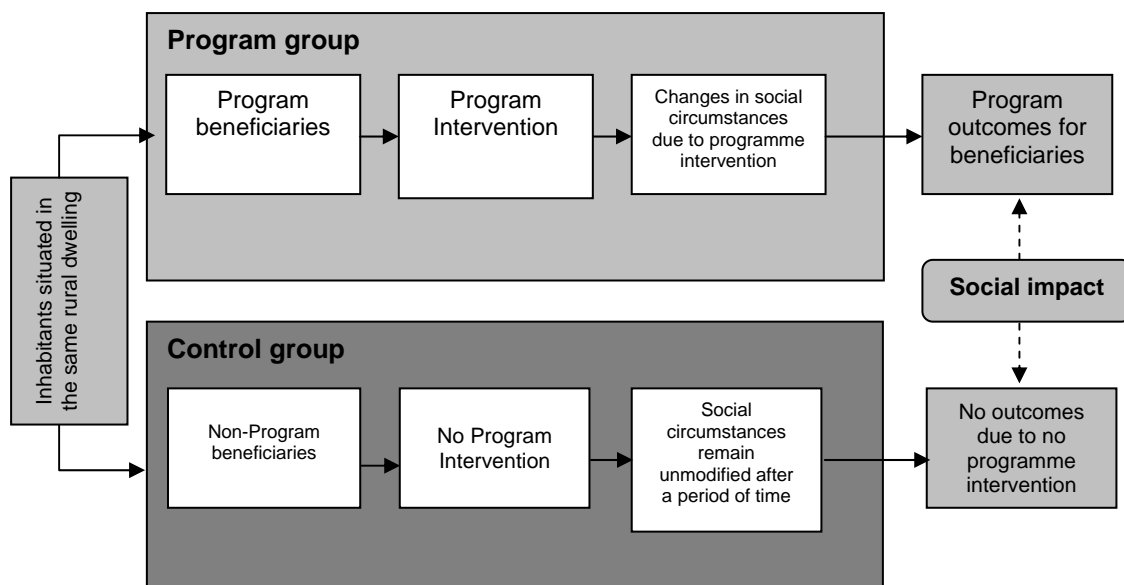 Program group
Program
beneficiaries
Program
Intervention
Changes in social
circumstances
due to programme
intervention
Program
outcomes for
beneficiaries
Inhabitants situated in
the same rural dwelling
Social impact
Control group
Non-Program
beneficiaries
No Program
Intervention
Social
circumstances
remain
unmodified after
a period of time
No outcomes
due to no
programme
intervention